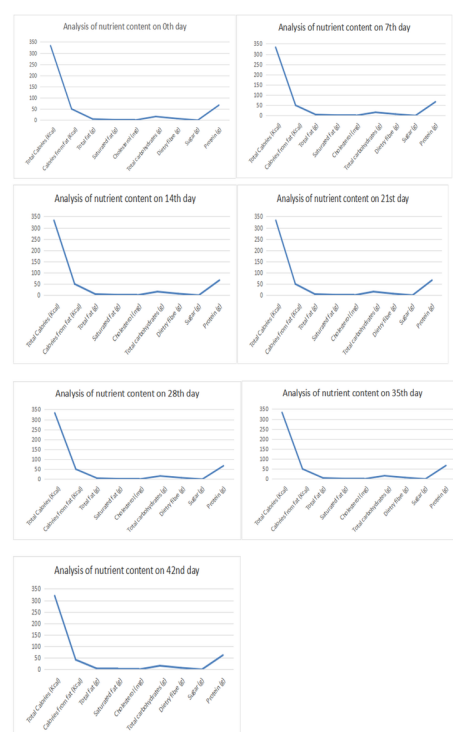 Analysis of nutrient content on 0th day
350
300
250
200
150
100
50
0
Total Calories (Kcal)
Calories From fat (Kcal)
Total fat (g)
Saturated Fat (g)
Cholesterol (mg)
Total carbohydrates (g)
Dietry fiber (g)
Sugar (g)
Protein (g)
Analysis of nutrient content on 7th day
350
300
250
200
150
100
50
0
Total Calories (Kcal)
Calories From fat (Kcal)
Total fat (g)
Saturated Fat (g)
Cholesterol (mg)
Total carbohydrates (g)
Dietry fiber (g)
Sugar (g)
Protein (g)
Analysis of nutrient content on 14th day
350
300
250
200
150
100
50
0
Total Calories (Kcal)
Calories From fat (Kcal)
Total fat (g)
Saturated Fat (g)
Cholesterol (mg)
Total carbohydrates (g)
Dietry fiber (g)
Sugar (g)
Protein (g)
Analysis of nutrient content on 21st day
350
300
250
200
150
100
50
0
Total Calories (Kcal)
Calories From fat (Kcal)
Total fat (g)
Saturated Fat (g)
Cholesterol (mg)
Total carbohydrates (g)
Dietry fiber (g)
Sugar (g)
Protein (g)
Analysis of nutrient content on 28th day
350
300
250
200
150
100
50
0
Total Calories (Kcal)
Calories From fat (Kcal)
Total fat (g)
Saturated Fat (g)
Cholesterol (mg)
Total carbohydrates (g)
Dietry fiber (g)
Sugar (g)
Protein (g)
Analysis of nutrient content on 35th day
350
300
250
200
150
100
50
0
Total Calories (Kcal)
Calories From fat (Kcal)
Total fat (g)
Saturated Fat (g)
Cholesterol (mg)
Total carbohydrates (g)
Dietry fiber (g)
Sugar (g)
Protein (g)
Analysis of nutrient content on 42nd day
350
300
250
200
150
100
50
0
Total Calories (Kcal)
Calories From fat (Kcal)
Total fat (g)
Saturated Fat (g)
Cholesterol (mg)
Total carbohydrates (g)
Dietry fiber (g)
Sugar (g)
Protein (g)